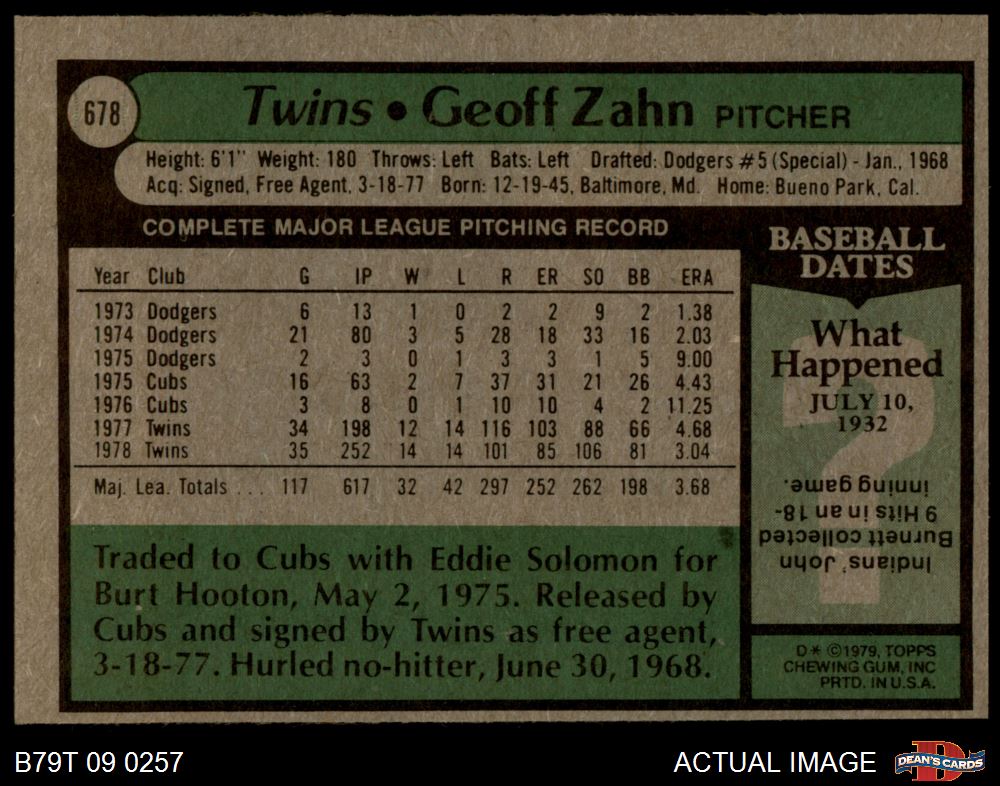 678
Twins • Geoff Zahn PITCHER
Height: 6'1" Weight: 180 Throws: Left Bats: Left Drafted: Dodgers #5 (Special) - Jan., 1968
Acq: Signed, Free Agent, 3-18-77 Born: 12-19-45, Baltimore, Md. Home: Bueno Park, Cal.
COMPLETE MAJOR LEAGUE PITCHING RECORD
Year Club G IP W L R ER SO BB ERA
1973 Dodgers 6 13 1 0 2 2 9 2 1.38
1974 Dodgers 21 80 3 5 28 18 33 16 2.03
1975 Dodgers 2 3 0 1 3 3 1 5 9.00
1975 Cubs 16 63 2 7 37 31 21 26 4.43
1976 Cubs 3 8 0 1 10 10 4 2 11.25
1977 Twins 34 198 12 14 116 103 88 66 4.68
1978 Twins 35 252 14 14 101 85 106 81 3.04
Maj. Lea. Totals ... 117 617 32 42 297 252 262 198 3.68
Traded to Cubs with Eddie Solomon for
Burt Hooton, May 2, 1975. Released by
Cubs and signed by Twins as free agent,
3-18-77. Hurled no-hitter, June 30, 1968.
BASEBALL
DATES
What
Happened
JULY 10,
1932
?
Indians' John
Burnett collected
9 Hits in an 18-
inning game.
D* ©1979, TOPPS
CHEWING GUM, INC
PRTD. IN U.S.A.
B79T 09 0257
ACTUAL IMAGE
D
DEAN'S CARDS